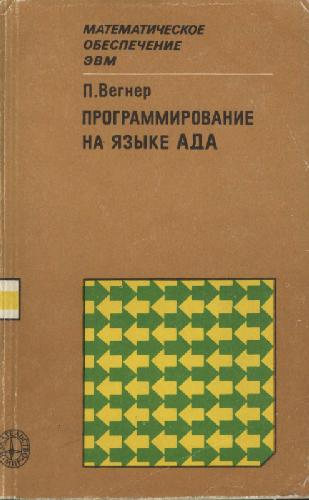 МАТЕМАТИЧЕСКОЕ
ОБЕСПЕЧЕНИЕ
ЭВМ
П.Вегнер
ПРОГРАММИРОВАНИЕ
НА ЯЗЫКЕ АДА